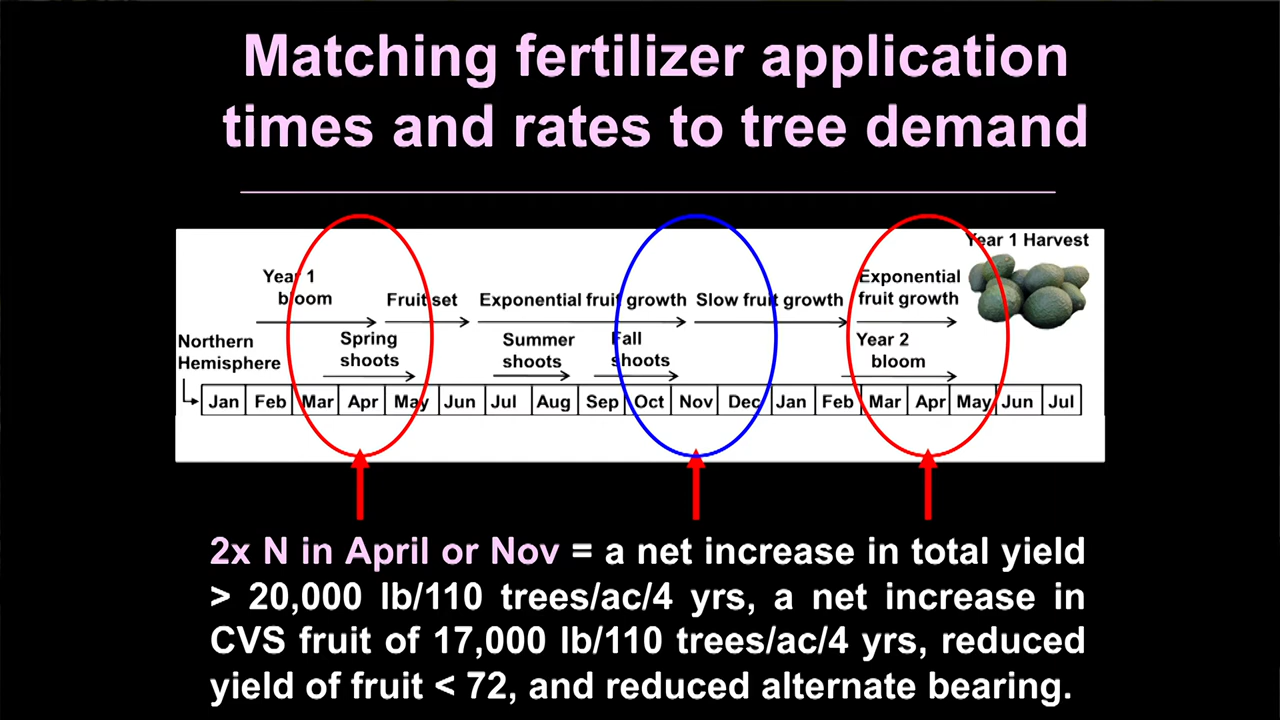 Matching fertilizer application
times and rates to tree demand
Year 1 Harvest
Year 1
bloom
Fruit set
Exponential fruit growth
Slow fruit growth
Exponential
fruit growth
Northern
Hemisphere
Spring
shoots
Summer
shoots
Fall
shoots
Year 2
bloom
Jan Feb Mar Apr May Jun Jul Aug Sep Oct Nov Dec Jan Feb Mar Apr May Jun Jul
2x N in April or Nov = a net increase in total yield
> 20,000 lb/110 trees/ac/4 yrs, a net increase in
CVS fruit of 17,000 lb/110 trees/ac/4 yrs, reduced
yield of fruit < 72, and reduced alternate bearing.